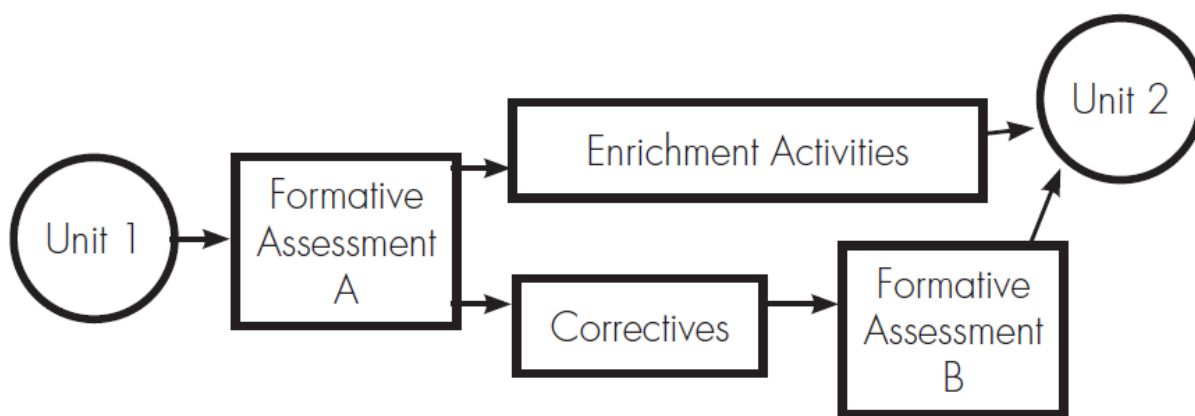 Unit 1
Formative
Assessment
A
Enrichment Activities
Correctives
Formative
Assessment
B
Unit 2